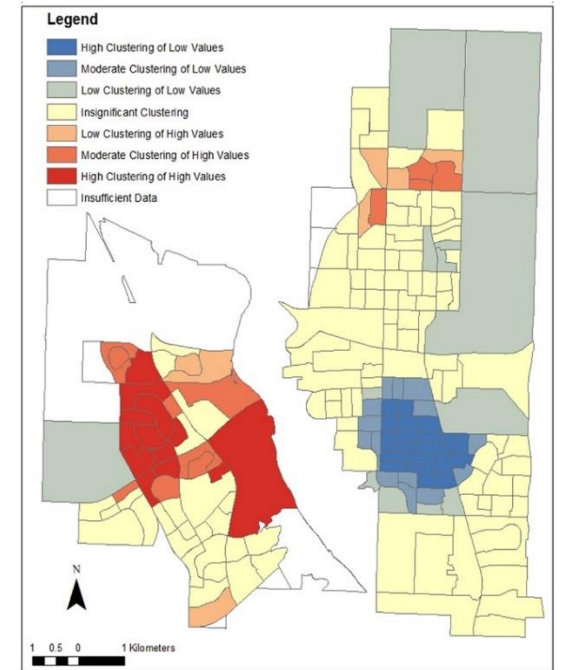 Legend
High Clustering of Low Values
Moderate Clustering of Low Values
Low Clustering of Low Values
Insignificant Clustering
Low Clustering of High Values
Moderate Clustering of High Values
High Clustering of High Values
Insufficient Data
N
1 0.5 0 1 Kilometers